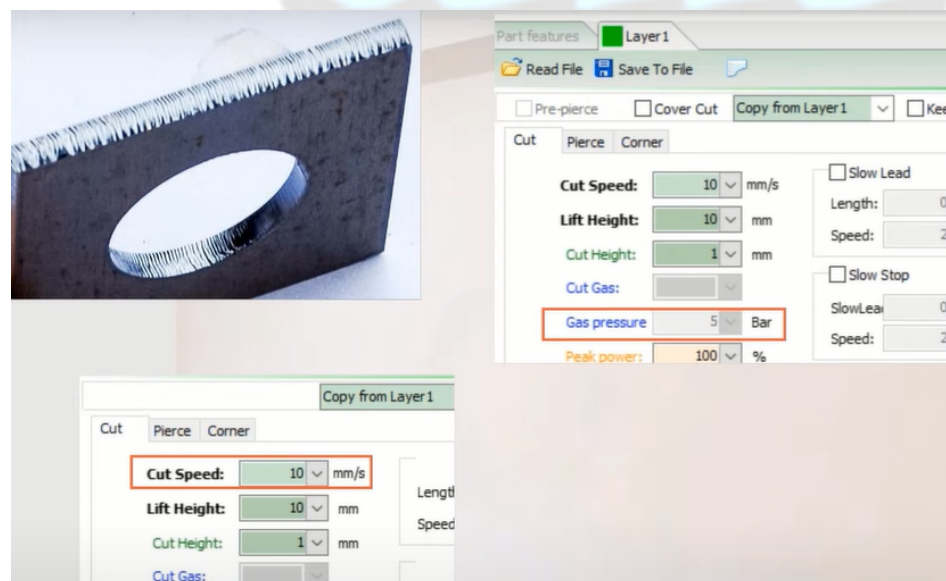 Part features Layer1
Read File Save To File
Pre-pierce Cover Cut Copy from Layer1
Cut Pierce Corner
Cut Speed: 10 mm/s
Lift Height: 10 mm
Cut Height: 1 mm
Cut Gas:
Gas pressure 5 Bar
Peak power: 100 %
Slow Lead
Length:
Speed:
Slow Stop
Speed:
Copy from Layer1
Cut Pierce Corner
Cut Speed: 10 mm/s
Lift Height: 10 mm
Cut Height: 1 mm
Cut Gas: